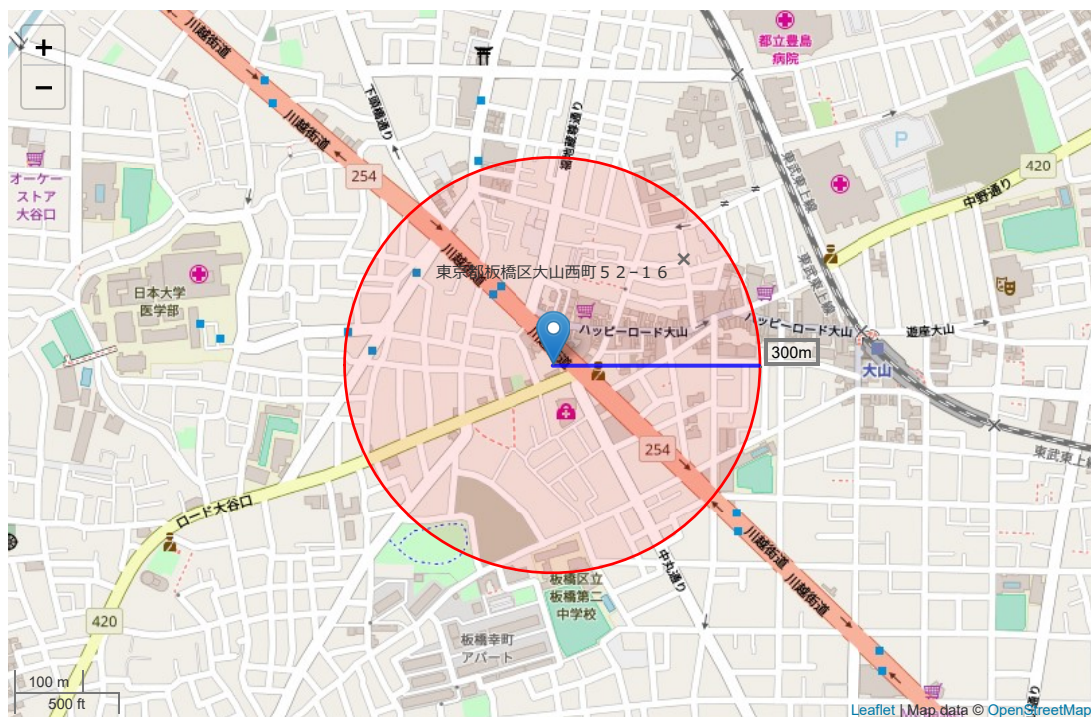 +
−
川越街道
川越街道
下頭橋通り
254
都立豊島
病院
P
420
中野通り
東武東上線
東武東上線
オーケー
ストア
大谷口
日本大学
医学部
川越街道
東京都板橋区大山西町52−16
ハッピーロード大山
ハッピーロード大山
遊座大山
大山
300m
254
東武東上線
ロード大谷口
420
川越街道
川越街道
中丸通り
板橋区立
板橋第二
中学校
板橋幸町
アパート
100 m
500 ft
Leaflet | Map data © OpenStreetMap